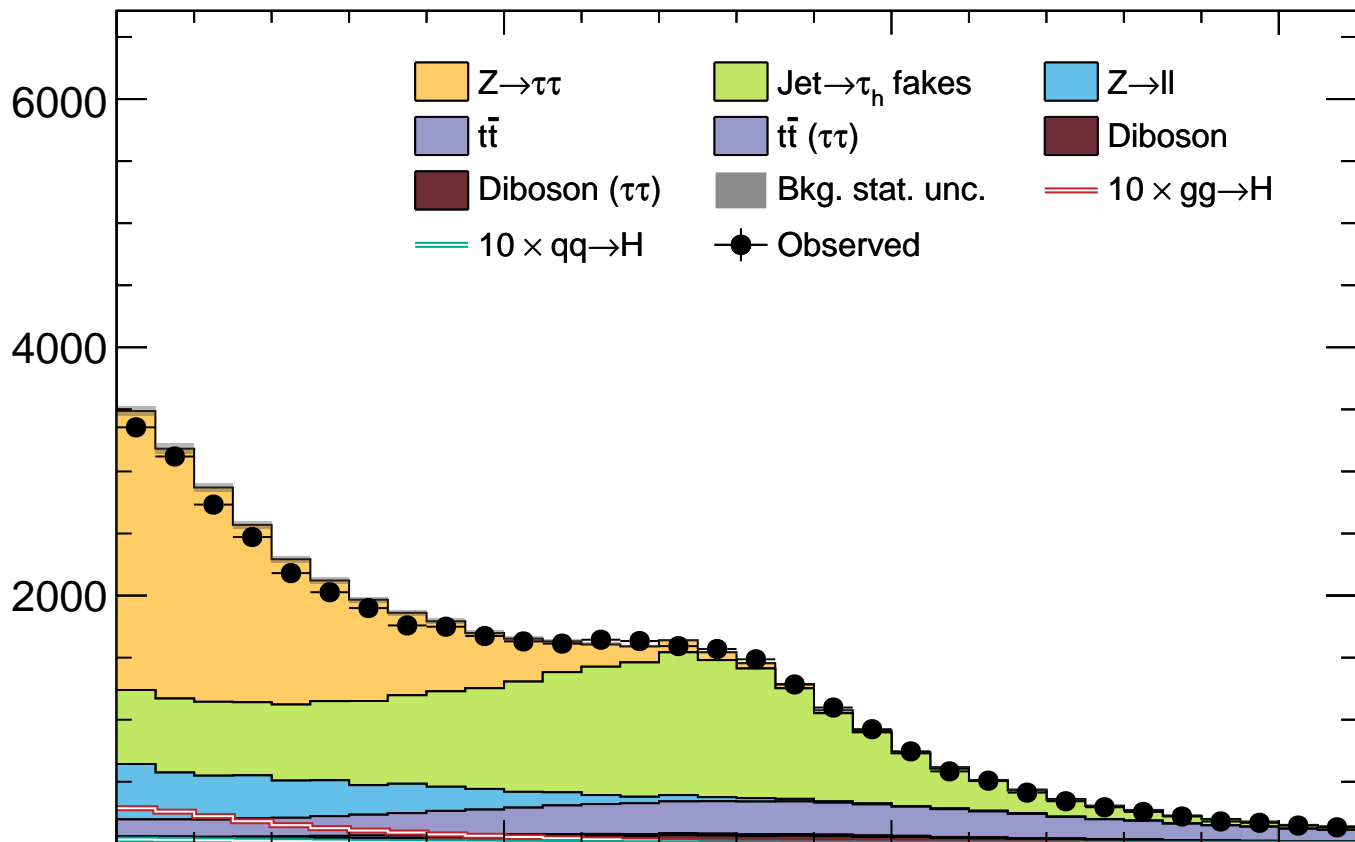 6000
4000
2000
Z→ττ Jet→τh fakes Z→ll
tt̄ tt̄ (ττ) Diboson
Diboson (ττ) Bkg. stat. unc. 10 × gg→H
10 × qq→H Observed